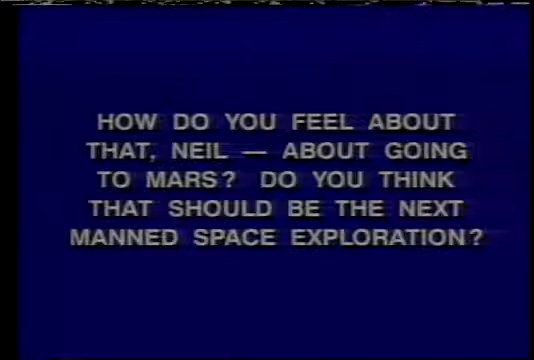 HOW DO YOU FEEL ABOUT
THAT, NEIL — ABOUT GOING
TO MARS? DO YOU THINK
THAT SHOULD BE THE NEXT
MANNED SPACE EXPLORATION?